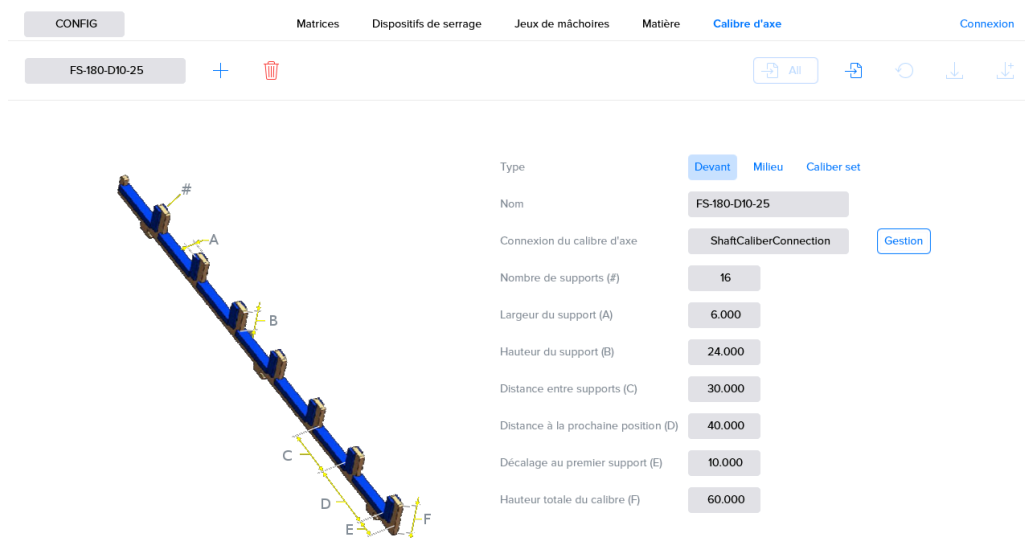 CONFIG Matrices Dispositifs de serrage Jeux de mâchoires Matière Calibre d'axe Connexion
FS-180-D10-25 All
Type Devant Milieu Caliber set
Nom FS-180-D10-25
Connexion du calibre d'axe ShaftCaliberConnection Gestion
Nombre de supports (#) 16
Largeur du support (A) 6.000
Hauteur du support (B) 24.000
Distance entre supports (C) 30.000
Distance à la prochaine position (D) 40.000
Décalage au premier support (E) 10.000
Hauteur totale du calibre (F) 60.000
#
A
B
C
D
E
F